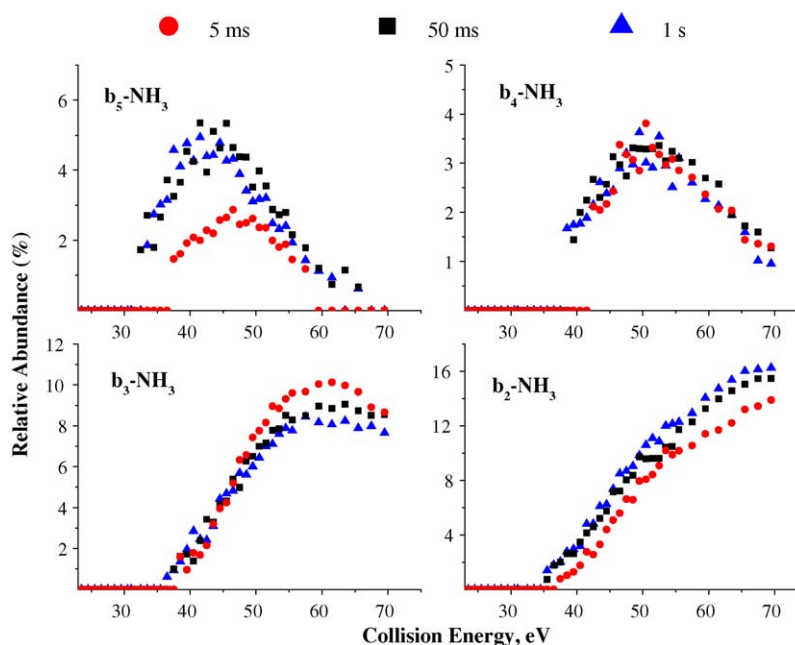 5 ms 50 ms 1 s
b5-NH3
6
4
2
30 40 50 60 70
b4-NH3
5
4
3
2
1
30 40 50 60 70
b3-NH3
12
10
8
6
4
2
30 40 50 60 70
b2-NH3
16
12
8
4
30 40 50 60 70
Relative Abundance (%)
Collision Energy, eV